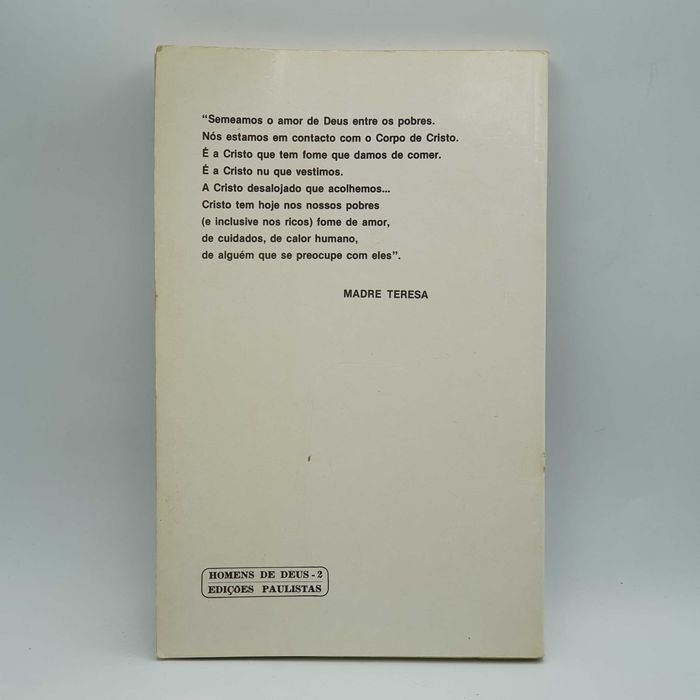 “Semeamos o amor de Deus entre os pobres.
Nós estamos em contacto com o Corpo de Cristo.
É a Cristo que tem fome que damos de comer.
É a Cristo nu que vestimos.
A Cristo desalojado que acolhemos...
Cristo tem hoje nos nossos pobres
(e inclusive nos ricos) fome de amor,
de cuidados, de calor humano,
de alguém que se preocupe com eles”.
MADRE TERESA
HOMENS DE DEUS - 2
EDIÇÕES PAULISTAS